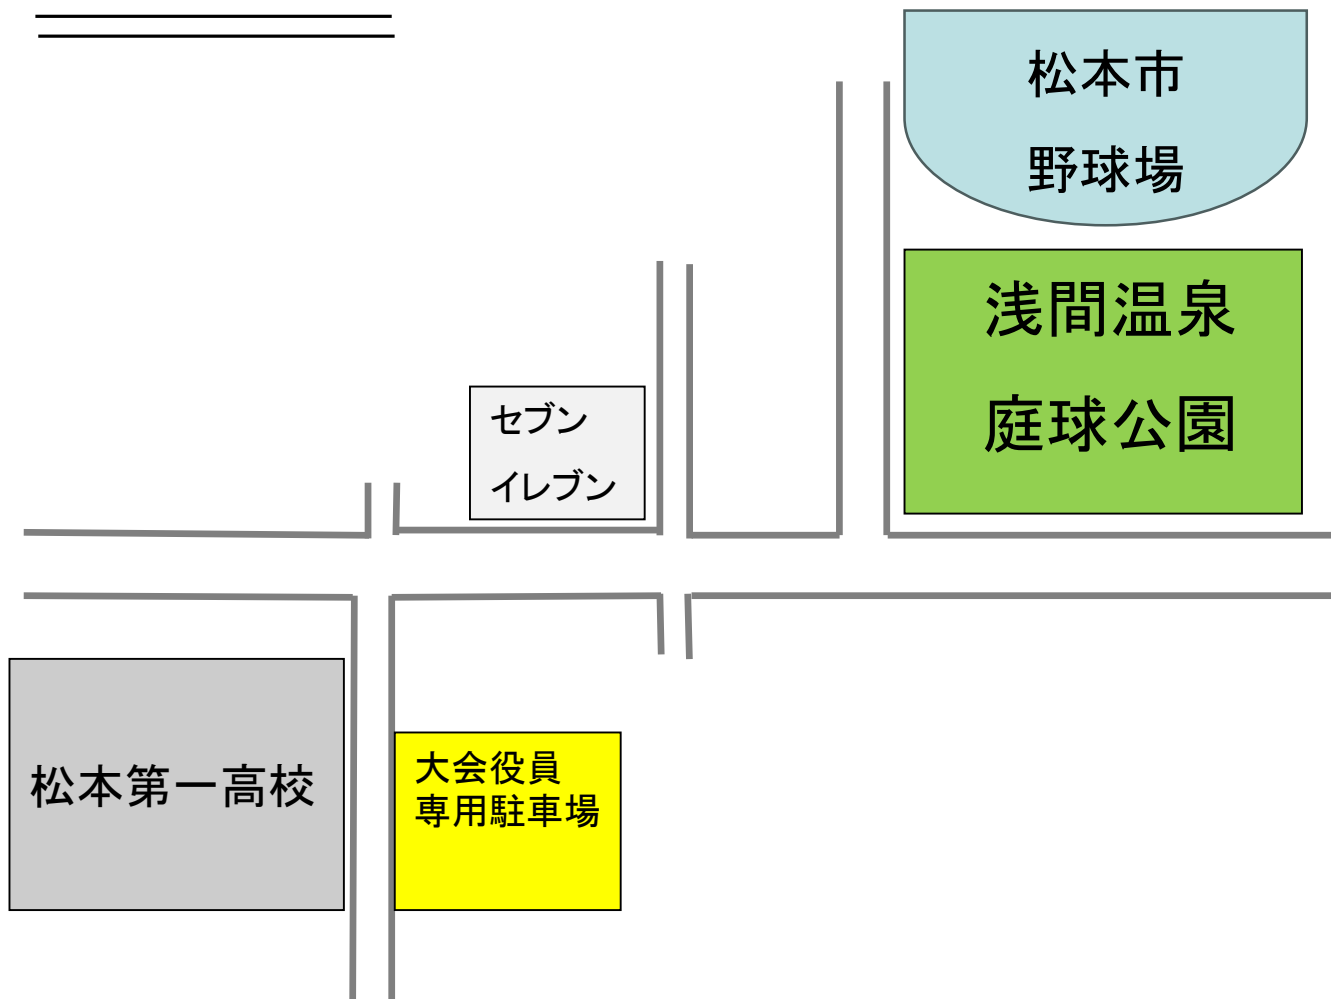 松本市
野球場
浅間温泉
庭球公園
セブン
イレブン
松本第一高校
大会役員
専用駐車場